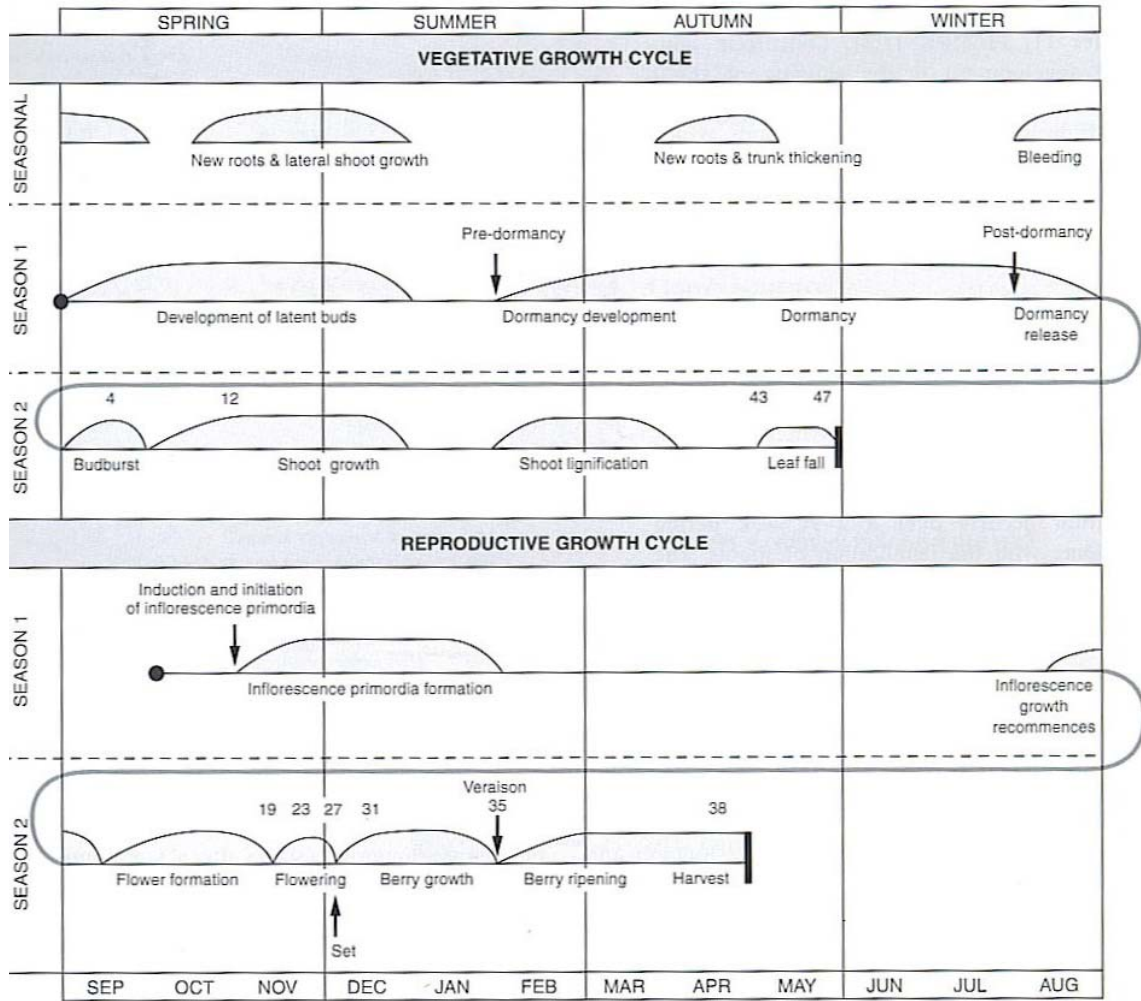 SPRING SUMMER AUTUMN WINTER
VEGETATIVE GROWTH CYCLE
SEASONAL
New roots & lateral shoot growth
New roots & trunk thickening
Bleeding
SEASON 1
Pre-dormancy
Post-dormancy
Development of latent buds
Dormancy development
Dormancy
Dormancy
release
SEASON 2
4 12 43 47
Budburst
Shoot growth
Shoot lignification
Leaf fall
REPRODUCTIVE GROWTH CYCLE
SEASON 1
Induction and initiation
of inflorescence primordia
Inflorescence primordia formation
Inflorescence
growth
recommences
SEASON 2
Veraison
19 23 27 31 35 38
Flower formation
Flowering
Berry growth
Berry ripening
Harvest
Set
SEP OCT NOV DEC JAN FEB MAR APR MAY JUN JUL AUG